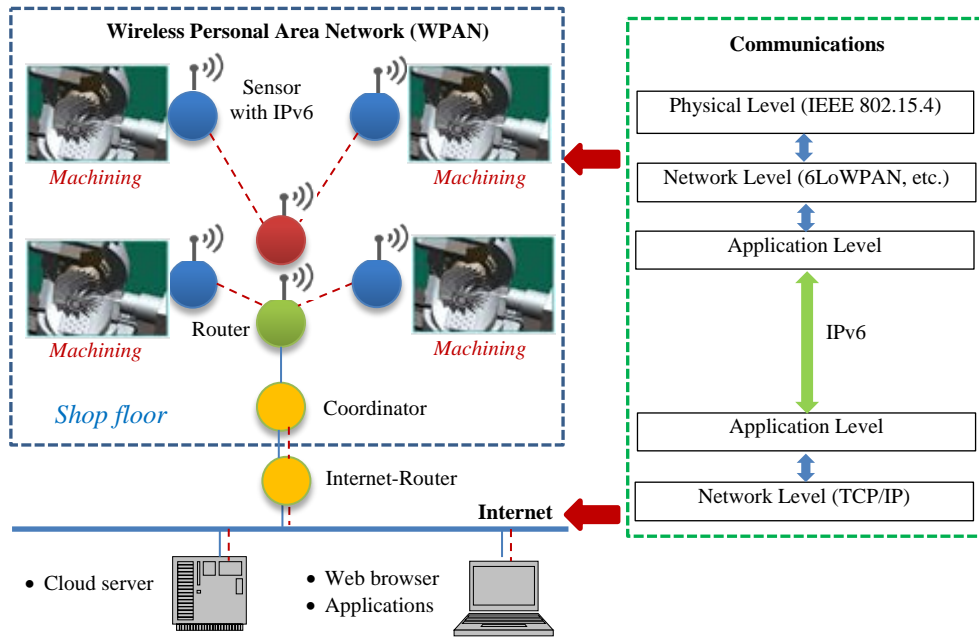 Wireless Personal Area Network (WPAN)
Sensor
with IPv6
Machining
Machining
Router
Machining
Machining
Shop floor
Coordinator
Internet-Router
Internet
• Cloud server
• Web browser
• Applications
Communications
Physical Level (IEEE 802.15.4)
Network Level (6LoWPAN, etc.)
Application Level
IPv6
Application Level
Network Level (TCP/IP)